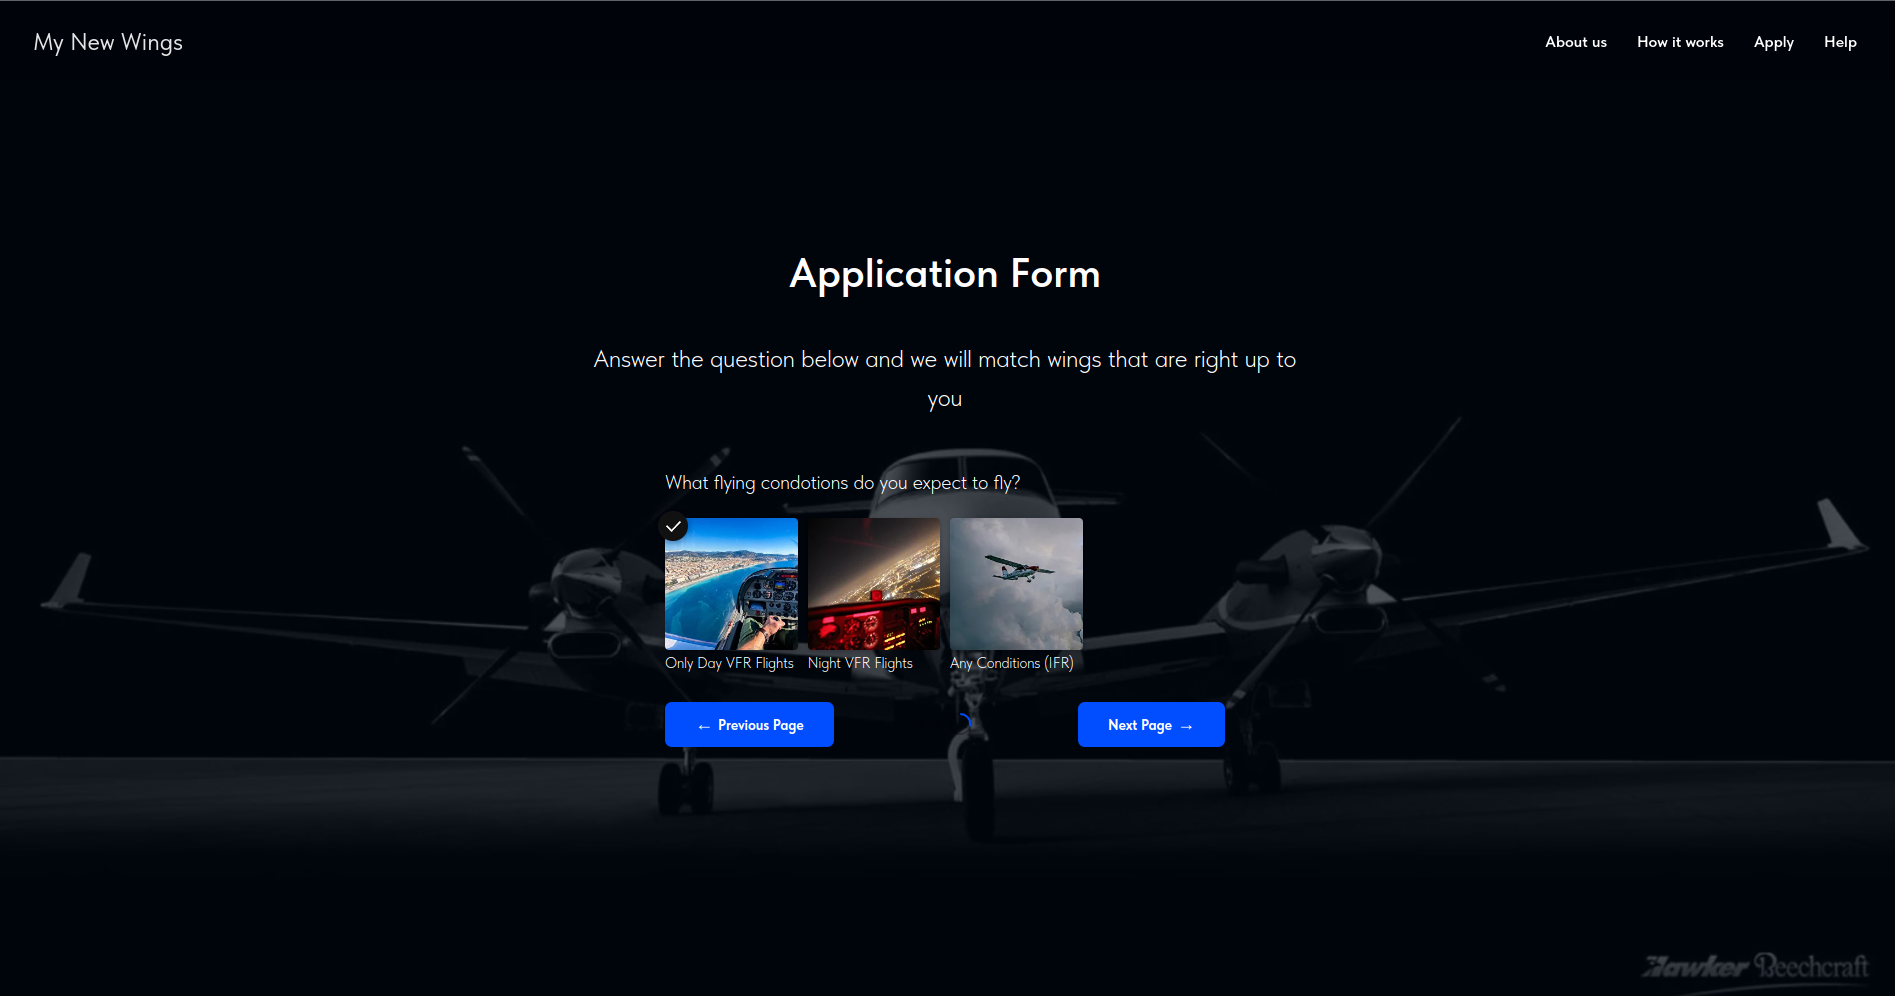 My New Wings
About us How it works Apply Help
Application Form
Answer the question below and we will match wings that are right up to
you
What flying condotions do you expect to fly?
Only Day VFR Flights Night VFR Flights Any Conditions (IFR)
← Previous Page Next Page →
Hawker Beechcraft